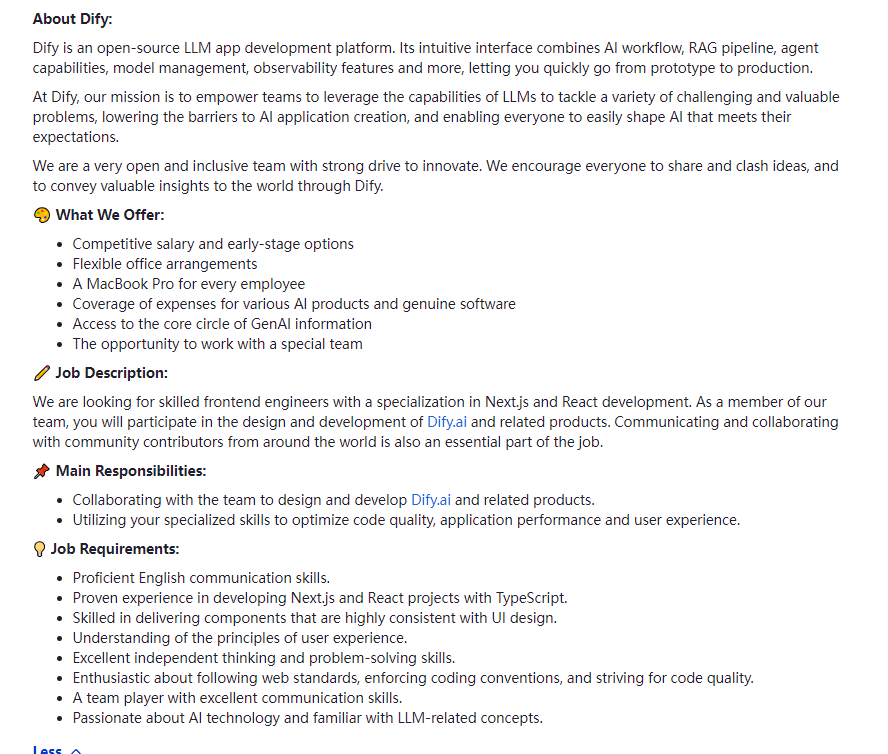 About Dify:
Dify is an open-source LLM app development platform. Its intuitive interface combines AI workflow, RAG pipeline, agent
capabilities, model management, observability features and more, letting you quickly go from prototype to production.
At Dify, our mission is to empower teams to leverage the capabilities of LLMs to tackle a variety of challenging and valuable
problems, lowering the barriers to AI application creation, and enabling everyone to easily shape AI that meets their
expectations.
We are a very open and inclusive team with strong drive to innovate. We encourage everyone to share and clash ideas, and
to convey valuable insights to the world through Dify.
🎨 What We Offer:
• Competitive salary and early-stage options
• Flexible office arrangements
• A MacBook Pro for every employee
• Coverage of expenses for various AI products and genuine software
• Access to the core circle of GenAI information
• The opportunity to work with a special team
✏️ Job Description:
We are looking for skilled frontend engineers with a specialization in Next.js and React development. As a member of our
team, you will participate in the design and development of Dify.ai and related products. Communicating and collaborating
with community contributors from around the world is also an essential part of the job.
📌 Main Responsibilities:
• Collaborating with the team to design and develop Dify.ai and related products.
• Utilizing your specialized skills to optimize code quality, application performance and user experience.
💡 Job Requirements:
• Proficient English communication skills.
• Proven experience in developing Next.js and React projects with TypeScript.
• Skilled in delivering components that are highly consistent with UI design.
• Understanding of the principles of user experience.
• Excellent independent thinking and problem-solving skills.
• Enthusiastic about following web standards, enforcing coding conventions, and striving for code quality.
• A team player with excellent communication skills.
• Passionate about AI technology and familiar with LLM-related concepts.
Less